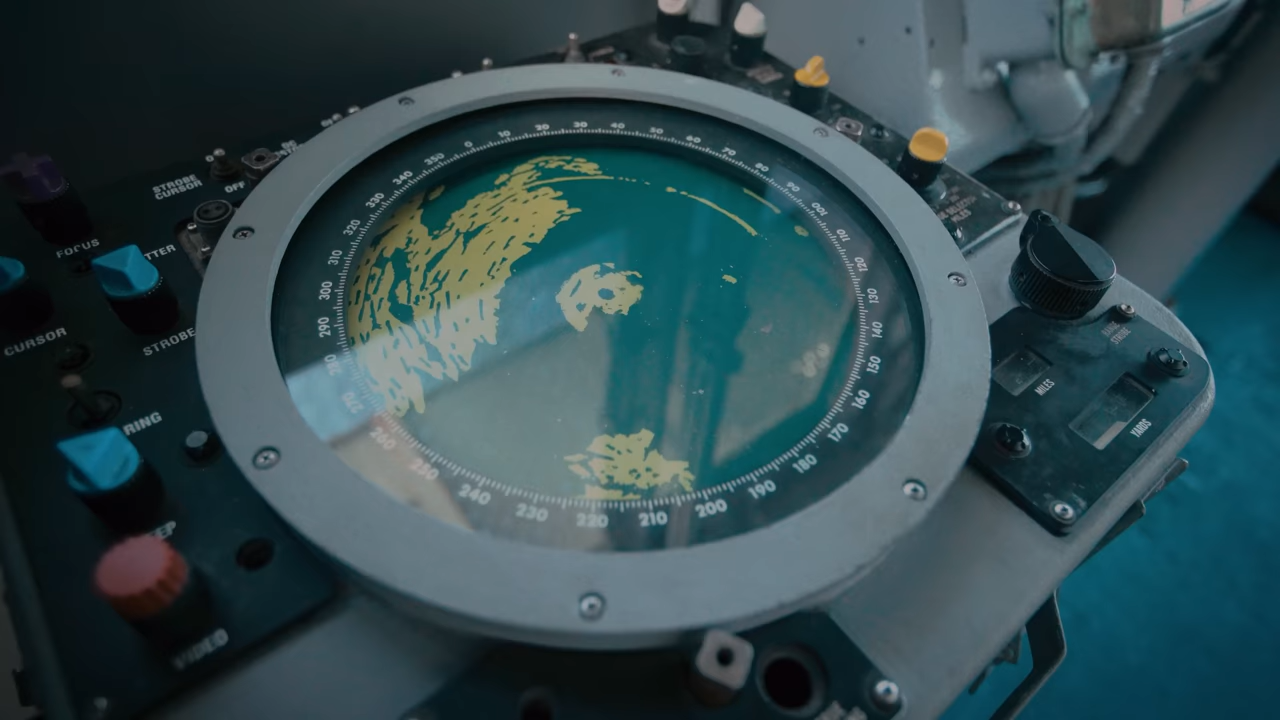 STROBE
CURSOR
OFF
FOCUS
TTER
CURSOR
STROBE
RING
EEP
VIDEO
MILES
YARDS
0
10
20
30
40
50
60
70
80
90
100
110
120
130
140
150
160
170
180
190
200
210
220
230
240
250
260
270
290
300
310
320
330
340
350